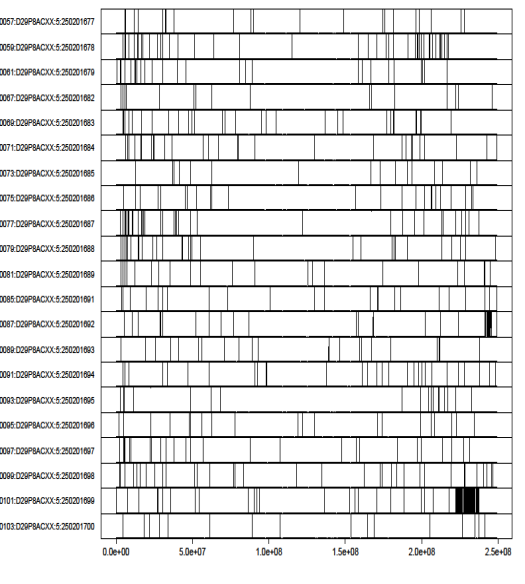 0057:D29P8ACXX:5:250201677
0059:D29P8ACXX:5:250201678
0061:D29P8ACXX:5:250201679
0067:D29P8ACXX:5:250201682
0069:D29P8ACXX:5:250201683
0071:D29P8ACXX:5:250201684
0073:D29P8ACXX:5:250201685
0075:D29P8ACXX:5:250201686
0077:D29P8ACXX:5:250201687
0079:D29P8ACXX:5:250201688
0081:D29P8ACXX:5:250201689
0085:D29P8ACXX:5:250201691
0087:D29P8ACXX:5:250201692
0089:D29P8ACXX:5:250201693
0091:D29P8ACXX:5:250201694
0093:D29P8ACXX:5:250201695
0095:D29P8ACXX:5:250201696
0097:D29P8ACXX:5:250201697
0099:D29P8ACXX:5:250201698
0101:D29P8ACXX:5:250201699
0103:D29P8ACXX:5:250201700
0.0e+00 5.0e+07 1.0e+08 1.5e+08 2.0e+08 2.5e+08